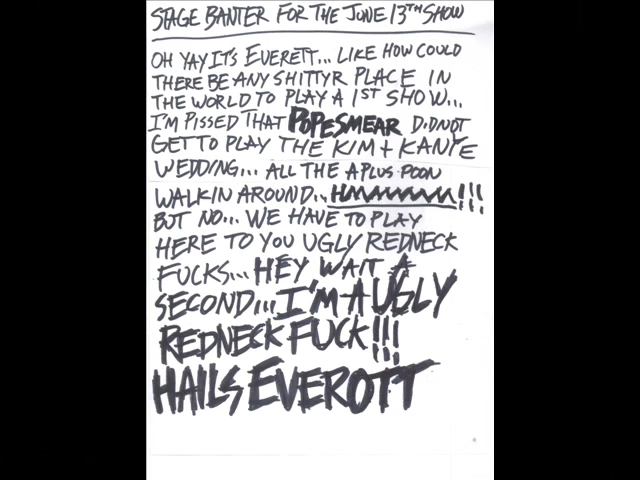 STAGE BANTER FOR THE JUNE 13TH SHOW
OH YAY IT'S EVERETT... LIKE HOW COULD
THERE BE ANY SHITTYR PLACE IN
THE WORLD TO PLAY A 1ST SHOW...
I'M PISSED THAT POPESMEAR DIDNOT
GET TO PLAY THE KIM + KANYE
WEDDING... ALL THE APLUS POON
WALKIN AROUND... HMMMMMM!!!
BUT NO... WE HAVE TO PLAY
HERE TO YOU UGLY REDNECK
FUCKS... HEY WAIT A
SECOND... I'M A UGLY
REDNECK FUCK!!!
HAILS EVEROTT